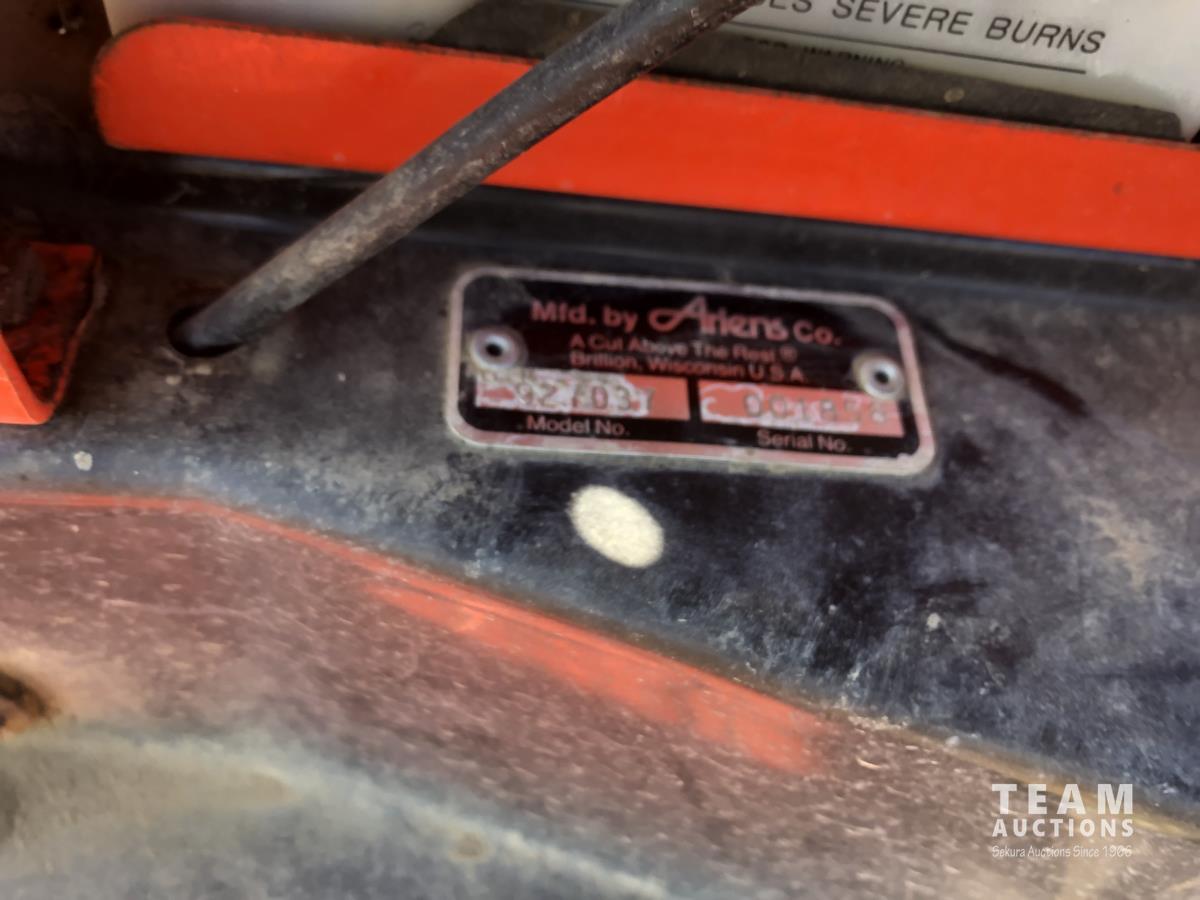 SEVERE BURNS
Mfd. by Ariens Co.
A Cut Above The Rest ®
Brillion, Wisconsin U.S.A.
Model No.
Serial No.
TEAM
AUCTIONS
Sekura Auctions Since 1966